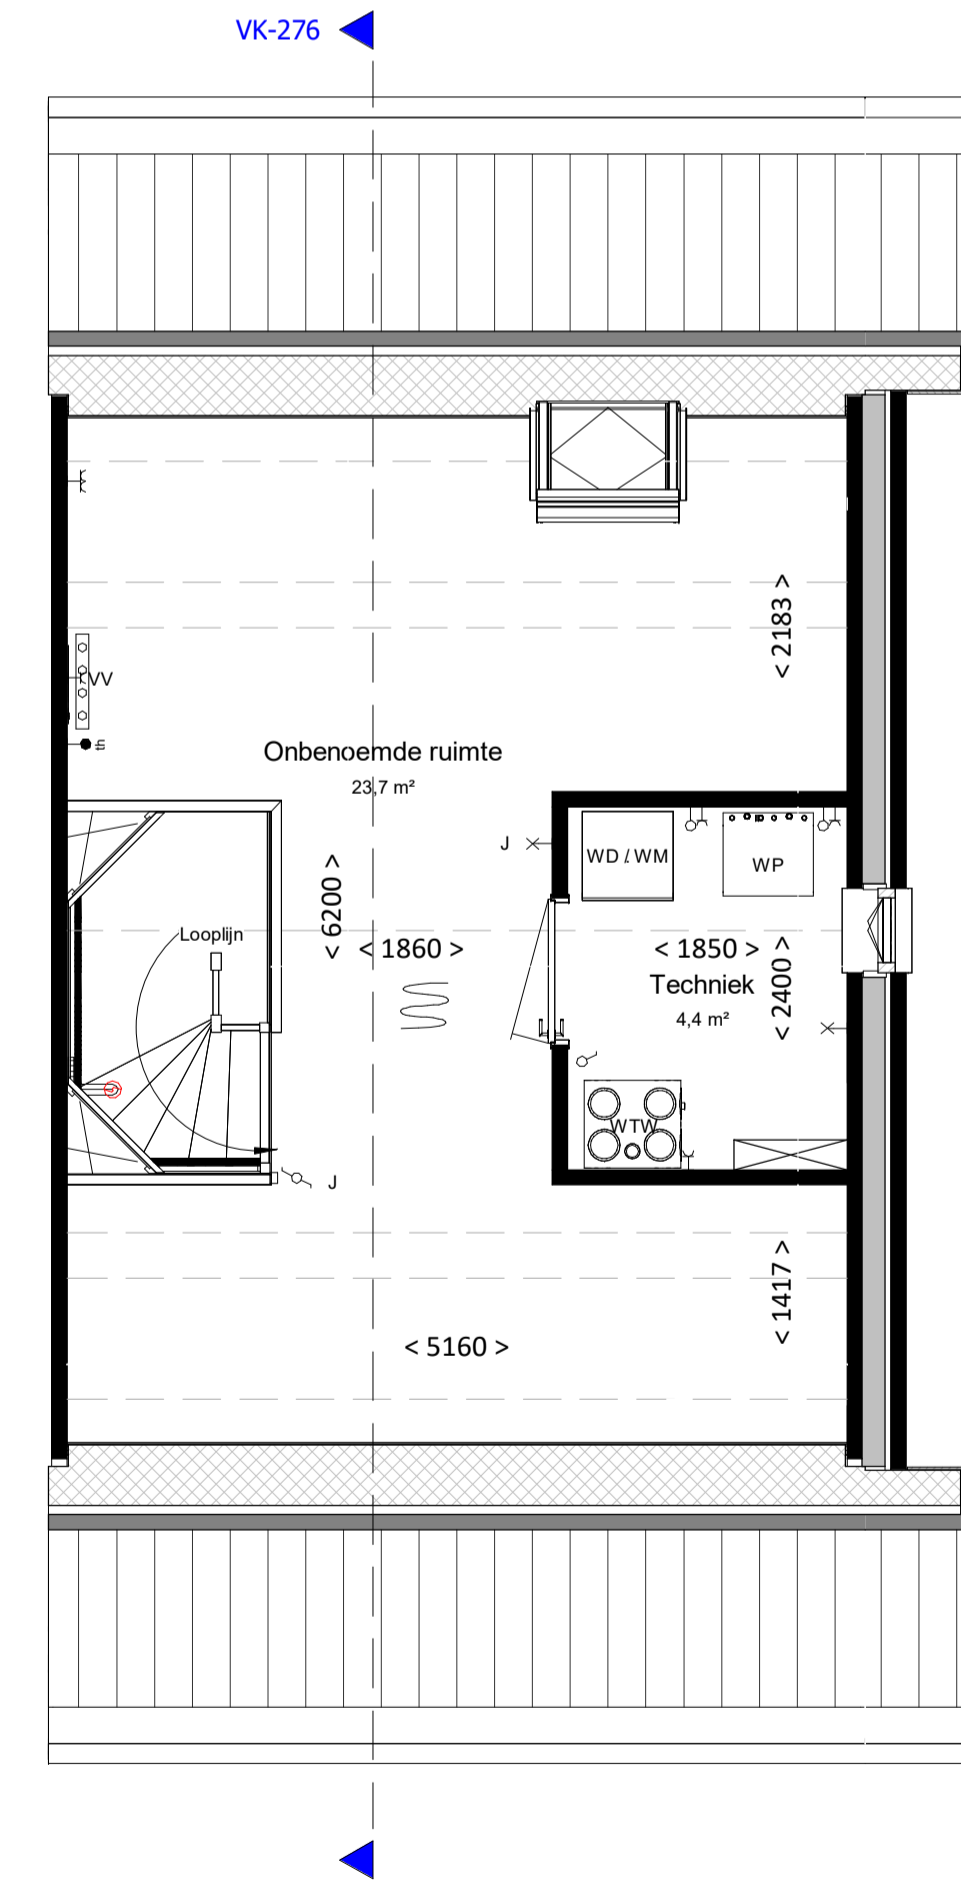 VK-276
< 2183 >
VV
th
Onbenoemde ruimte
23,7 m²
J
WD / WM
WP
< 6200 >
Looplijn
< 1860 >
< 1850 >
Techniek
4,4 m²
< 2400 >
WTW
J
< 1417 >
< 5160 >